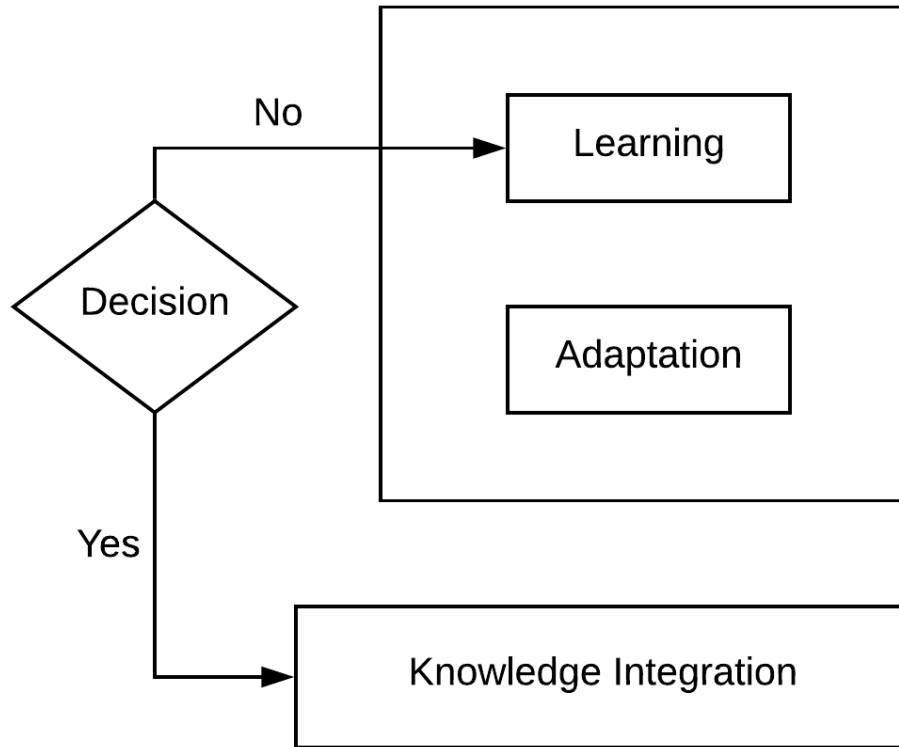 No
Learning
Decision
Adaptation
Yes
Knowledge Integration